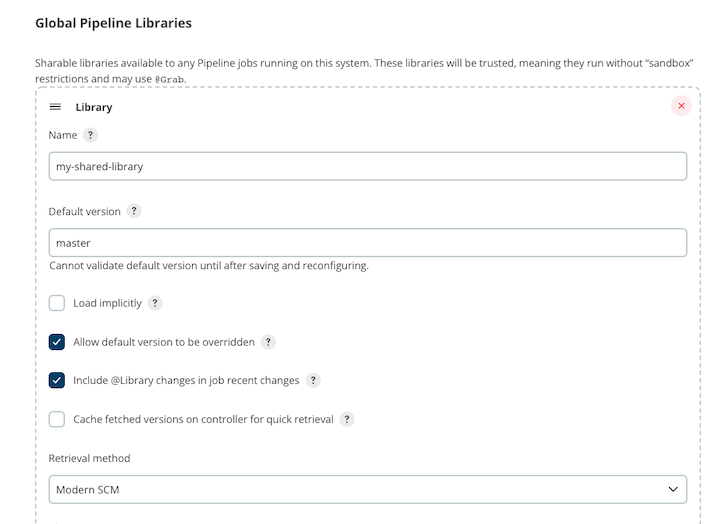 Global Pipeline Libraries
Sharable libraries available to any Pipeline jobs running on this system. These libraries will be trusted, meaning they run without “sandbox”
restrictions and may use @Grab.
Library
Name ?
my-shared-library
Default version ?
master
Cannot validate default version until after saving and reconfiguring.
Load implicitly ?
Allow default version to be overridden ?
Include @Library changes in job recent changes ?
Cache fetched versions on controller for quick retrieval ?
Retrieval method
Modern SCM